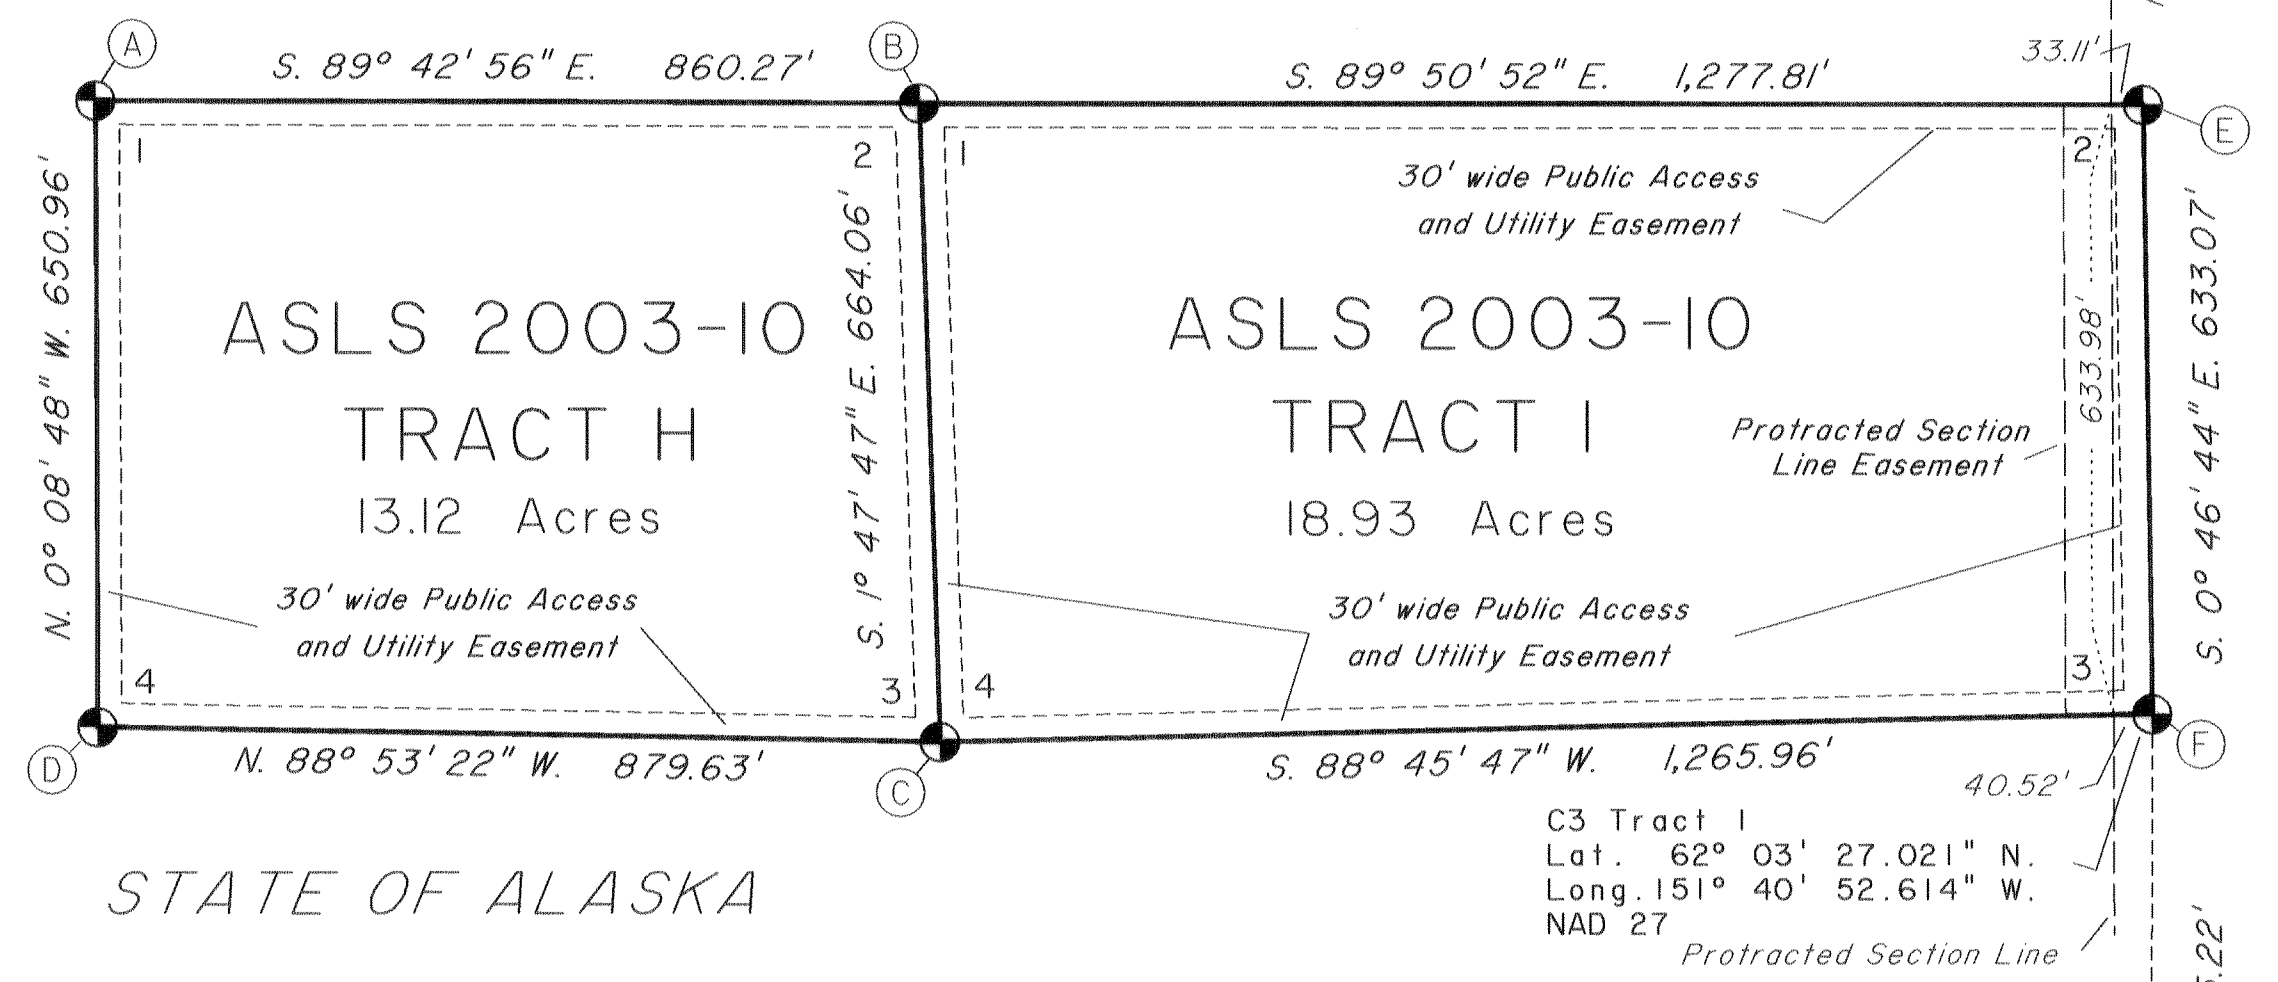 A
B
S. 89° 42' 56" E. 860.27'
S. 89° 50' 52" E. 1,277.81'
33.11'
E
1
2
1
2
30' wide Public Access
and Utility Easement
N. 0° 08' 48" W. 650.96'
S. 1° 47' 47" E. 664.06'
633.98'
S. 0° 46' 44" E. 633.07'
ASLS 2003-10
TRACT H
13.12 Acres
ASLS 2003-10
TRACT I
18.93 Acres
Protracted Section
Line Easement
30' wide Public Access
and Utility Easement
30' wide Public Access
and Utility Easement
4
3
4
3
D
N. 88° 53' 22" W. 879.63'
C
S. 88° 45' 47" W. 1,265.96'
F
40.52'
C3 Tract I
Lat. 62° 03' 27.021" N.
Long. 151° 40' 52.614" W.
NAD 27
Protracted Section Line
STATE OF ALASKA